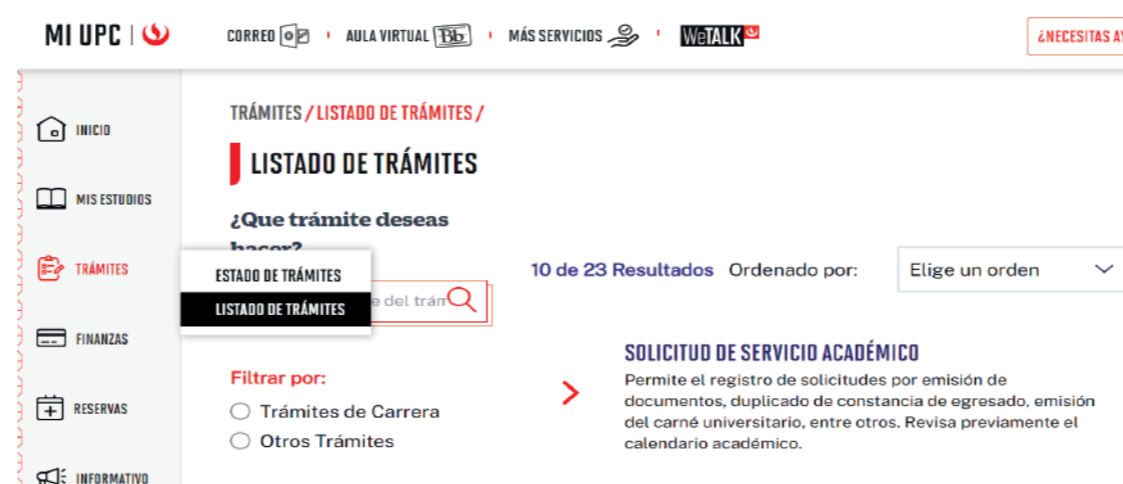 MI UPC
CORREO
AULA VIRTUAL Bb
MÁS SERVICIOS
WeTALK
¿NECESITAS AY
INICIO
MIS ESTUDIOS
TRÁMITES
FINANZAS
RESERVAS
INFORMATIVO
TRÁMITES / LISTADO DE TRÁMITES /
LISTADO DE TRÁMITES
¿Que trámite deseas
hacer?
ESTADO DE TRÁMITES
LISTADO DE TRÁMITES
e del trám
Filtrar por:
Trámites de Carrera
Otros Trámites
10 de 23 Resultados Ordenado por: Elige un orden
SOLICITUD DE SERVICIO ACADÉMICO
Permite el registro de solicitudes por emisión de
documentos, duplicado de constancia de egresado, emisión
del carné universitario, entre otros. Revisa previamente el
calendario académico.